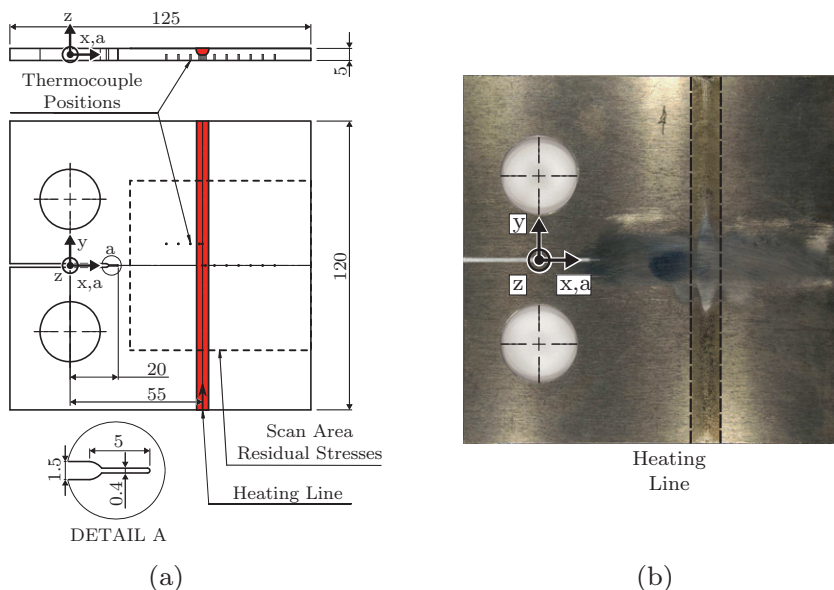 125
z
x,a
5
Thermocouple
Positions
y
a
z
x,a
120
20
55
Scan Area
Residual Stresses
Heating Line
5
1.5
0.4
DETAIL A
(a)
y
z
x,a
Heating
Line
(b)